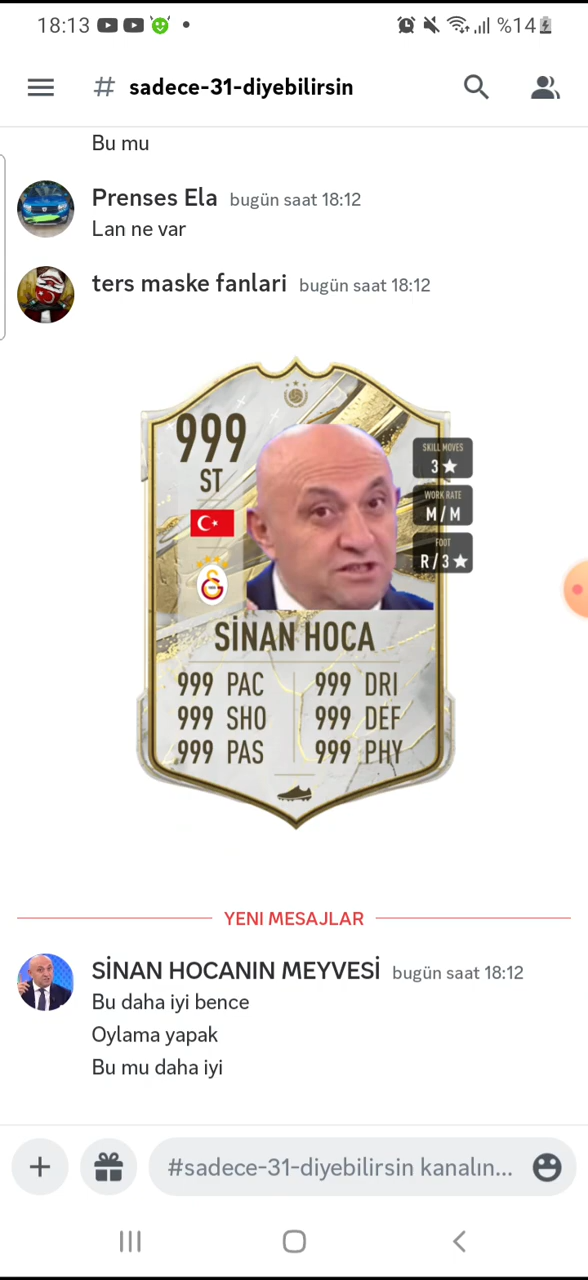 18:13
%14
# sadece-31-diyebilirsin
Bu mu
Prenses Ela bugün saat 18:12
Lan ne var
ters maske fanlari bugün saat 18:12
999
ST
SKILL MOVES
3★
WORK RATE
M/M
FOOT
R/3★
SİNAN HOCA
999 PAC 999 DRI
999 SHO 999 DEF
999 PAS 999 PHY
YENI MESAJLAR
SİNAN HOCANIN MEYVESİ bugün saat 18:12
Bu daha iyi bence
Oylama yapak
Bu mu daha iyi
#sadece-31-diyebilirsin kanalın...